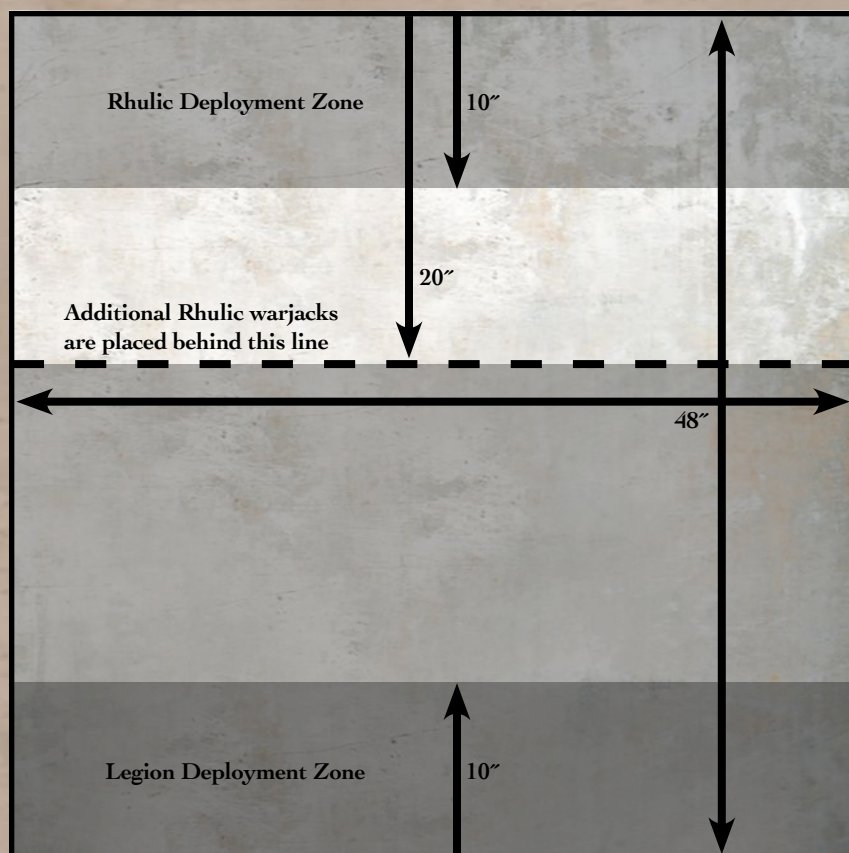 Rhulic Deployment Zone
10˝
20˝
Additional Rhulic warjacks
are placed behind this line
48˝
Legion Deployment Zone
10˝